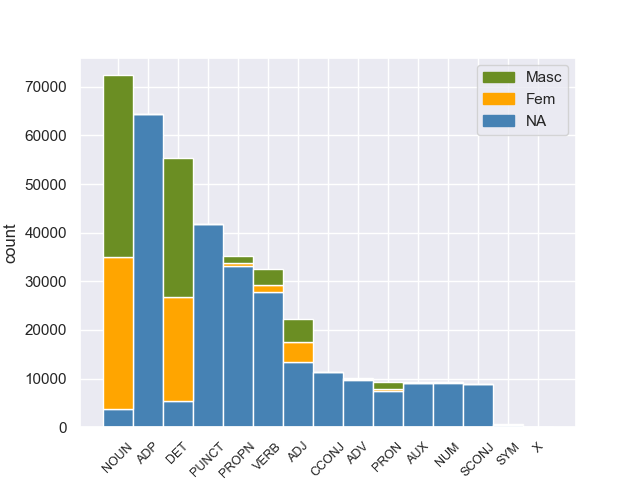 Masc
Fem
NA
70000
60000
50000
40000
30000
20000
10000
0
count
NOUN
ADP
DET
PUNCT
PROPN
VERB
ADJ
CCONJ
ADV
PRON
AUX
NUM
SCONJ
SYM
X